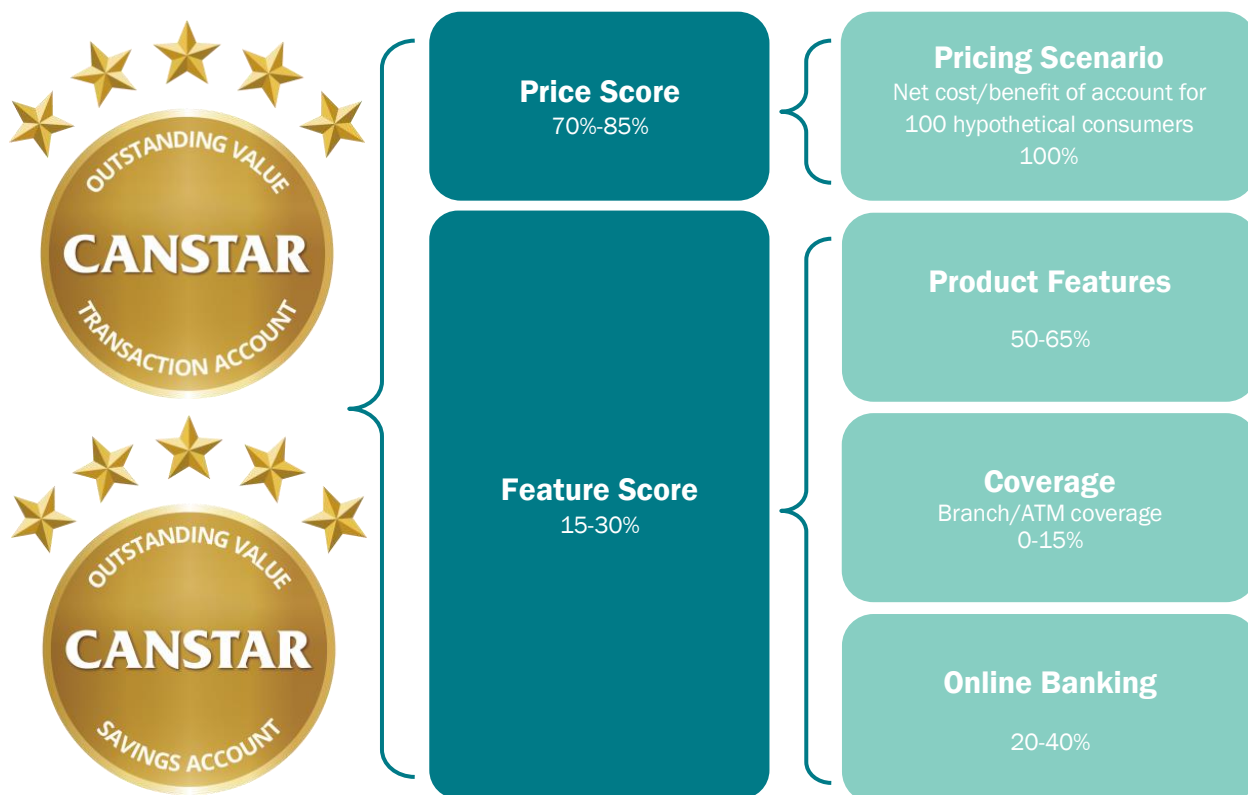 OUTSTANDING VALUE
CANSTAR
TRANSACTION ACCOUNT
OUTSTANDING VALUE
CANSTAR
SAVINGS ACCOUNT
Price Score
70%-85%
Feature Score
15-30%
Pricing Scenario
Net cost/benefit of account for
100 hypothetical consumers
100%
Product Features
50-65%
Coverage
Branch/ATM coverage
0-15%
Online Banking
20-40%